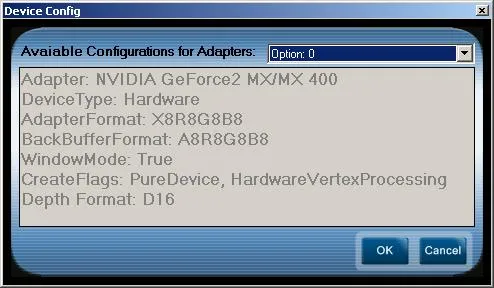 Device Config
Avaiable Configurations for Adapters: Option: 0
Adapter: NVIDIA GeForce2 MX/MX 400
DeviceType: Hardware
AdapterFormat: X8R8G8B8
BackBufferFormat: A8R8G8B8
WindowMode: True
CreateFlags: PureDevice, HardwareVertexProcessing
Depth Format: D16
OK Cancel